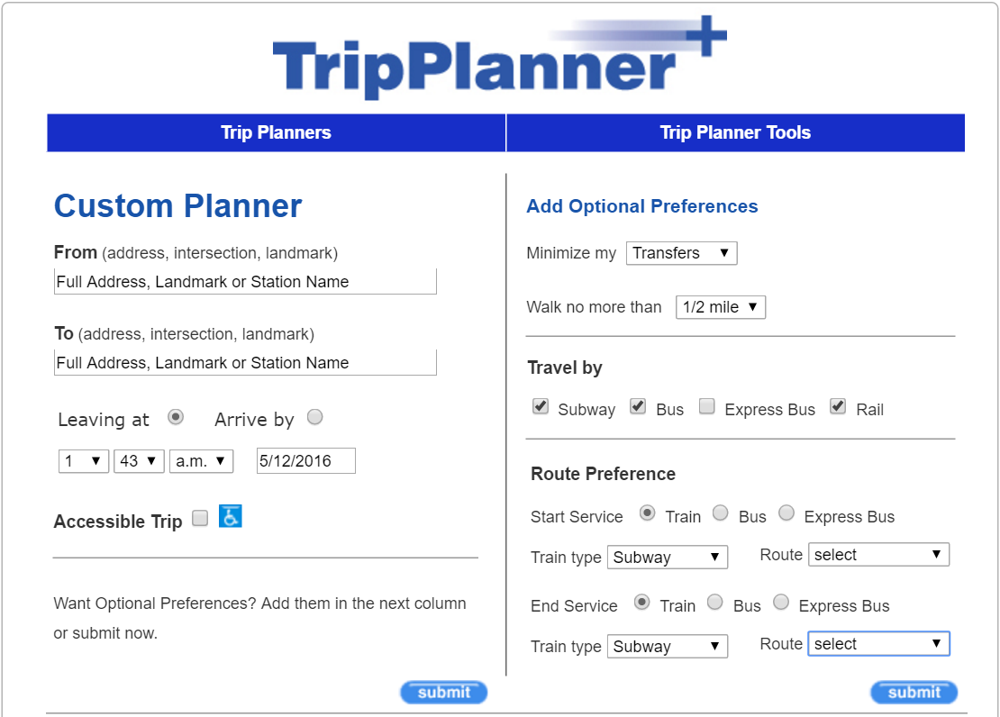 TripPlanner+
Trip Planners
Trip Planner Tools
Custom Planner
From (address, intersection, landmark)
Full Address, Landmark or Station Name
To (address, intersection, landmark)
Full Address, Landmark or Station Name
Leaving at Arrive by
1 43 a.m. 5/12/2016
Accessible Trip
Want Optional Preferences? Add them in the next column
or submit now.
submit
Add Optional Preferences
Minimize my Transfers
Walk no more than 1/2 mile
Travel by
Subway Bus Express Bus Rail
Route Preference
Start Service Train Bus Express Bus
Train type Subway Route select
End Service Train Bus Express Bus
Train type Subway Route select
submit